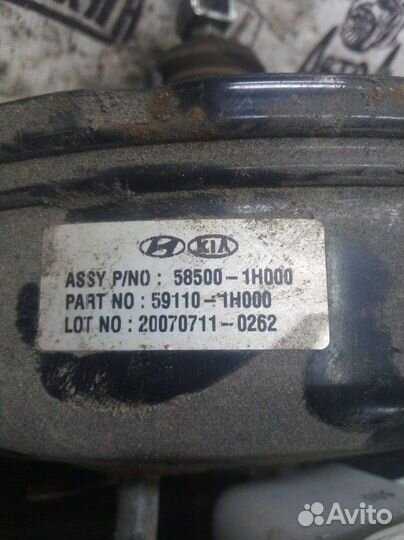 KIA
ASSY P/NO : 58500-1H000
PART NO : 59110-1H000
LOT NO : 20070711-0262
Avito